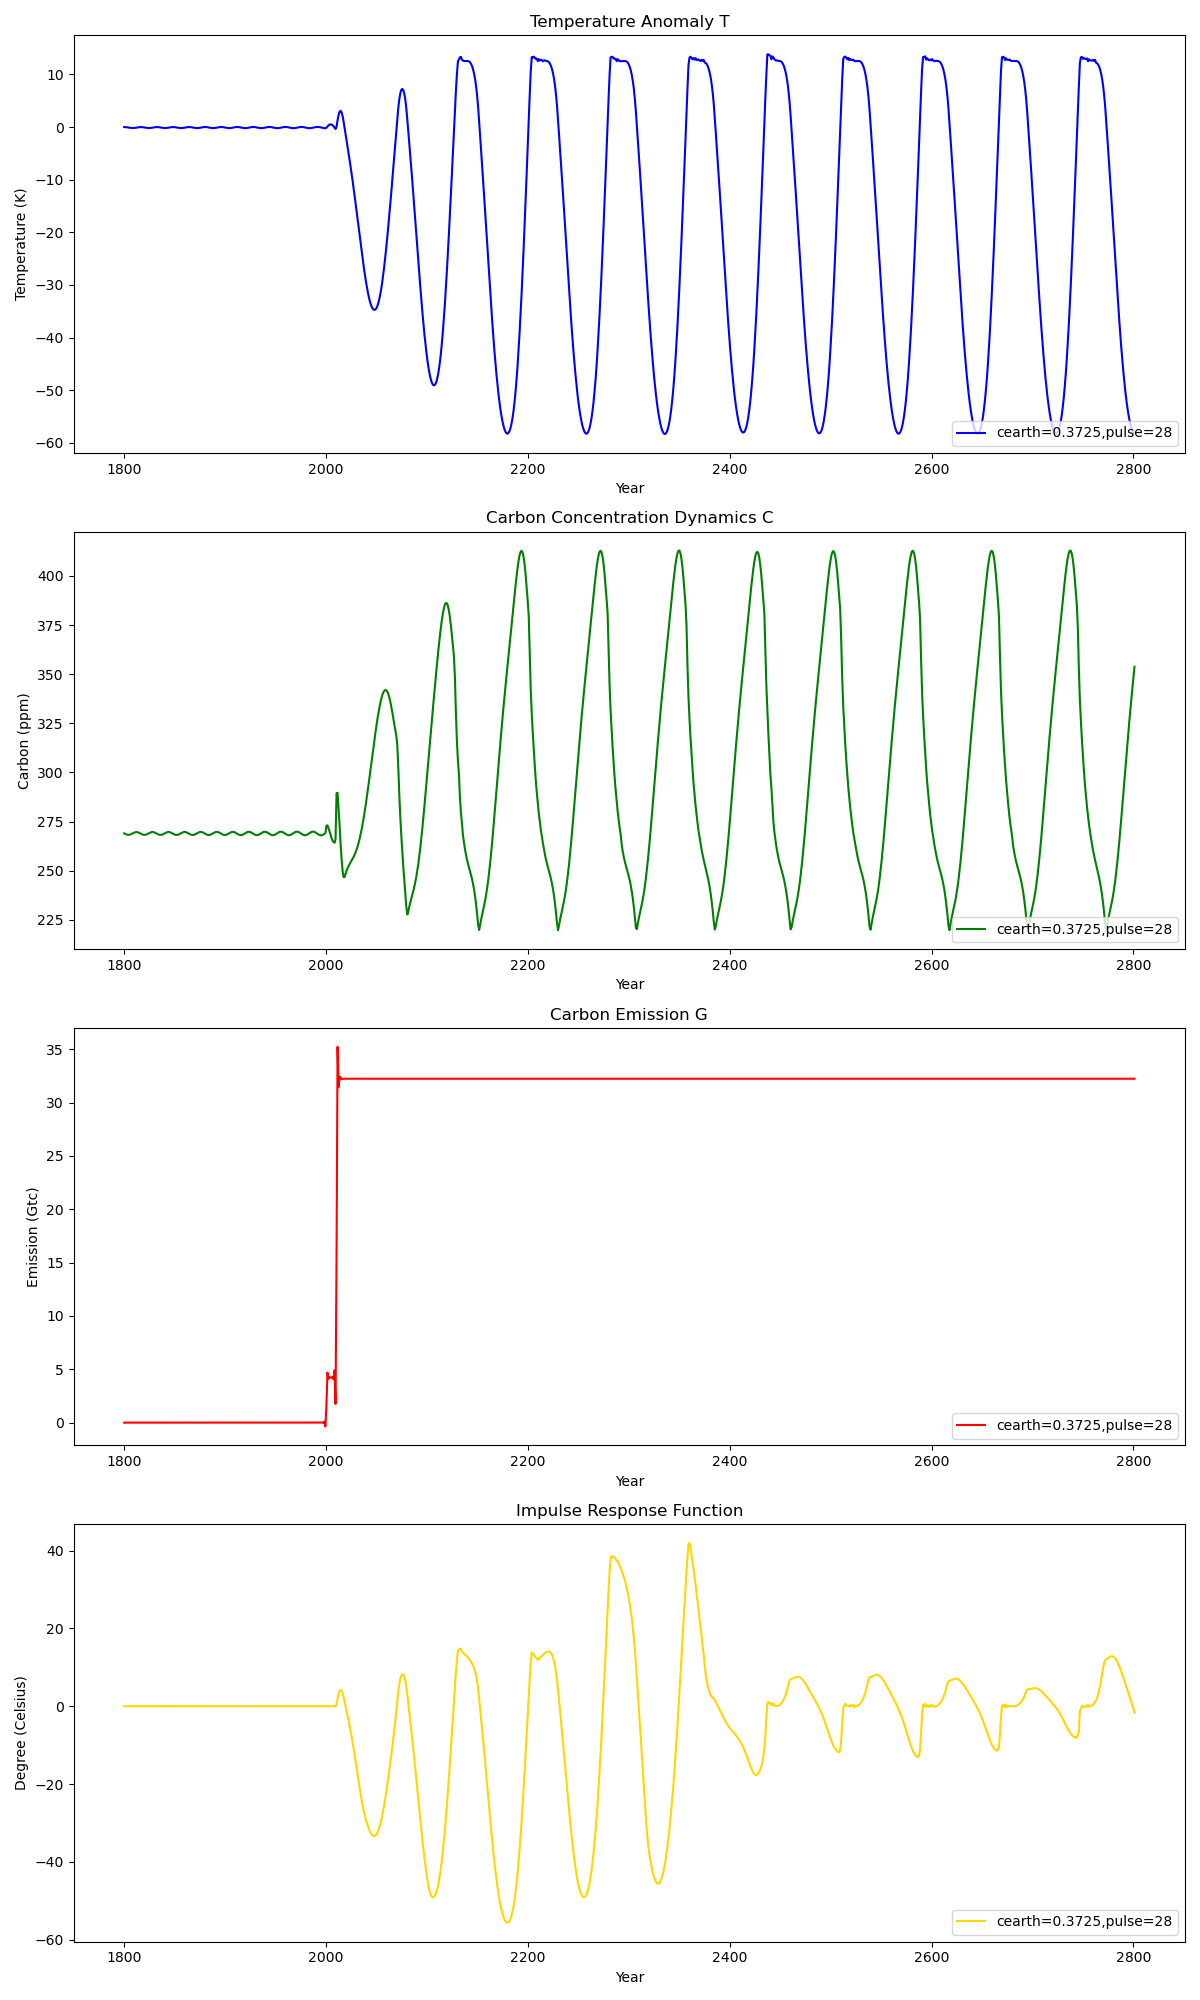 Temperature Anomaly T
Temperature (K)
10
0
−10
−20
−30
−40
−50
−60
cearth=0.3725,pulse=28
1800 2000 2200 2400 2600 2800
Year
Carbon Concentration Dynamics C
Carbon (ppm)
400
375
350
325
300
275
250
225
cearth=0.3725,pulse=28
1800 2000 2200 2400 2600 2800
Year
Carbon Emission G
Emission (Gtc)
35
30
25
20
15
10
5
0
cearth=0.3725,pulse=28
1800 2000 2200 2400 2600 2800
Year
Impulse Response Function
Degree (Celsius)
40
20
0
−20
−40
−60
cearth=0.3725,pulse=28
1800 2000 2200 2400 2600 2800
Year